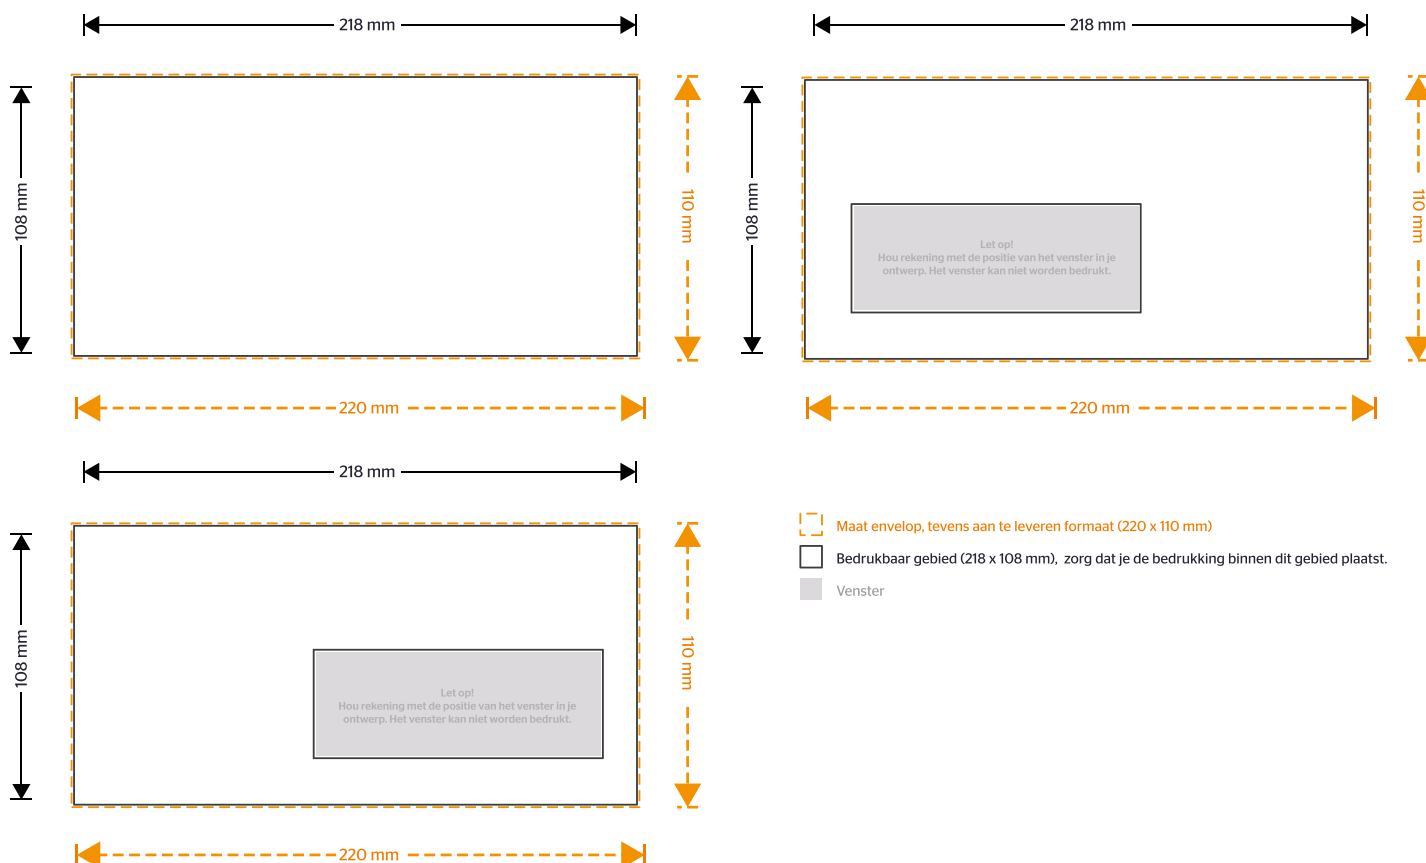 218 mm
108 mm
110 mm
220 mm
218 mm
108 mm
Let op!
Hou rekening met de positie van het venster in je
ontwerp. Het venster kan niet worden bedrukt.
110 mm
220 mm
218 mm
108 mm
Let op!
Hou rekening met de positie van het venster in je
ontwerp. Het venster kan niet worden bedrukt.
110 mm
220 mm
Maat envelop, tevens aan te leveren formaat (220 x 110 mm)
Bedrukbaar gebied (218 x 108 mm), zorg dat je de bedrukking binnen dit gebied plaatst.
Venster